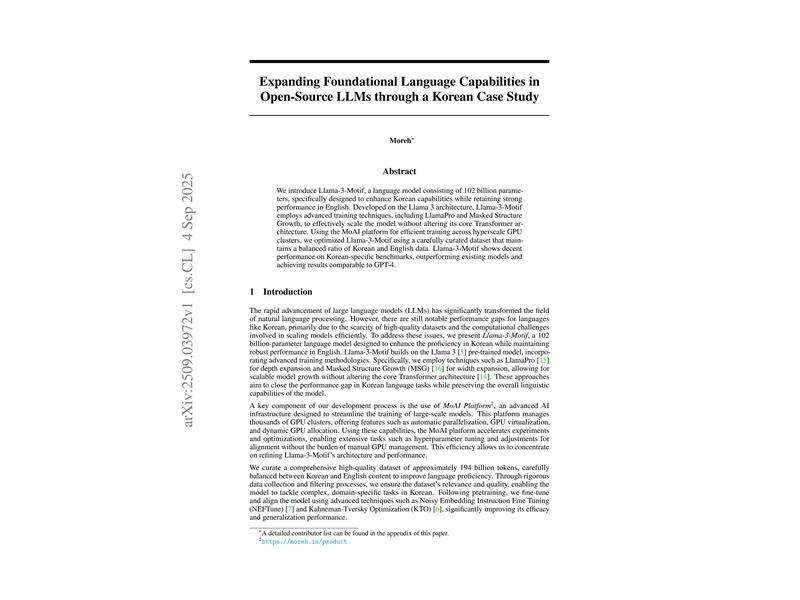 arXiv:2509.03972v1 [cs.CL] 4 Sep 2025
Expanding Foundational Language Capabilities in
Open-Source LLMs through a Korean Case Study
Moreh*
Abstract
We introduce Llama-3-Motif, a language model consisting of 102 billion parame-
ters, specifically designed to enhance Korean capabilities while retaining strong
performance in English. Developed on the Llama 3 architecture, Llama-3-Motif
employs advanced training techniques, including LlamaPro and Masked Structure
Growth, to effectively scale the model without altering its core Transformer ar-
chitecture. Using the MoAI platform for efficient training across hyperscale GPU
clusters, we optimized Llama-3-Motif using a carefully curated dataset that main-
tains a balanced ratio of Korean and English data. Llama-3-Motif shows decent
performance on Korean-specific benchmarks, outperforming existing models and
achieving results comparable to GPT-4.
1 Introduction
The rapid advancement of large language models (LLMs) has significantly transformed the field
of natural language processing. However, there are still notable performance gaps for languages
like Korean, primarily due to the scarcity of high-quality datasets and the computational challenges
involved in scaling models efficiently. To address these issues, we present Llama-3-Motif, a 102
billion-parameter language model designed to enhance the proficiency in Korean while maintaining
robust performance in English. Llama-3-Motif builds on the Llama 3 [5] pre-trained model, incorpo-
rating advanced training methodologies. Specifically, we employ techniques such as LlamaPro [15]
for depth expansion and Masked Structure Growth (MSG) [16] for width expansion, allowing for
scalable model growth without altering the core Transformer architecture [14]. These approaches
aim to close the performance gap in Korean language tasks while preserving the overall linguistic
capabilities of the model.
A key component of our development process is the use of MoAI Platform2, an advanced AI
infrastructure designed to streamline the training of large-scale models. This platform manages
thousands of GPU clusters, offering features such as automatic parallelization, GPU virtualization,
and dynamic GPU allocation. Using these capabilities, the MoAI platform accelerates experiments
and optimizations, enabling extensive tasks such as hyperparameter tuning and adjustments for
alignment without the burden of manual GPU management. This efficiency allows us to concentrate
on refining Llama-3-Motif's architecture and performance.
We curate a comprehensive high-quality dataset of approximately 194 billion tokens, carefully
balanced between Korean and English content to improve language proficiency. Through rigorous
data collection and filtering processes, we ensure the dataset's relevance and quality, enabling the
model to tackle complex, domain-specific tasks in Korean. Following pretraining, we fine-tune
and align the model using advanced techniques such as Noisy Embedding Instruction Fine Tuning
(NEFTune) [7] and Kahneman-Tversky Optimization (KTO) [6], significantly improving its efficacy
and generalization performance.
*A detailed contributor list can be found in the appendix of this paper.
2https://moreh.io/product